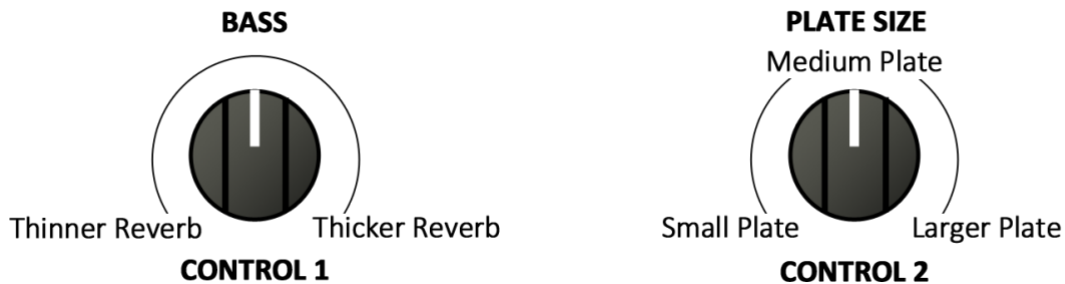 BASS
Thinner Reverb
Thicker Reverb
CONTROL 1
PLATE SIZE
Medium Plate
Small Plate
Larger Plate
CONTROL 2